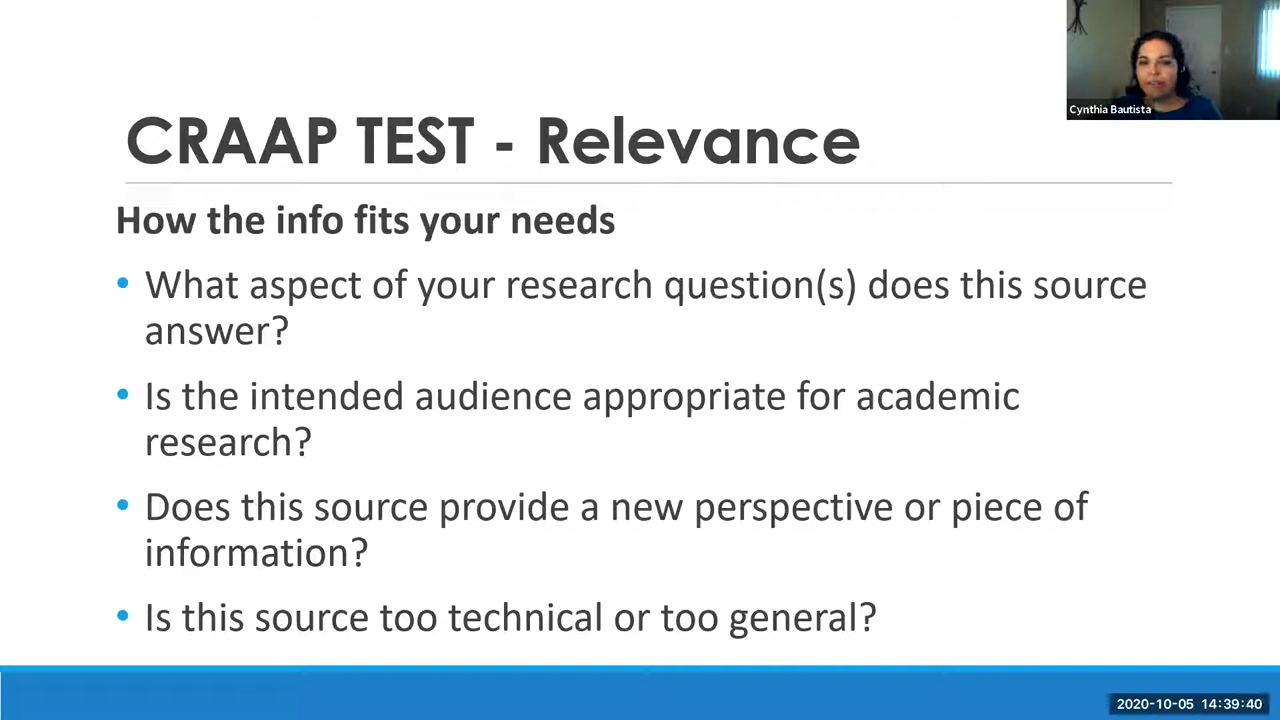 Cynthia Bautista
CRAAP TEST - Relevance
How the info fits your needs
• What aspect of your research question(s) does this source
answer?
• Is the intended audience appropriate for academic
research?
• Does this source provide a new perspective or piece of
information?
• Is this source too technical or too general?
2020-10-05 14:39:40